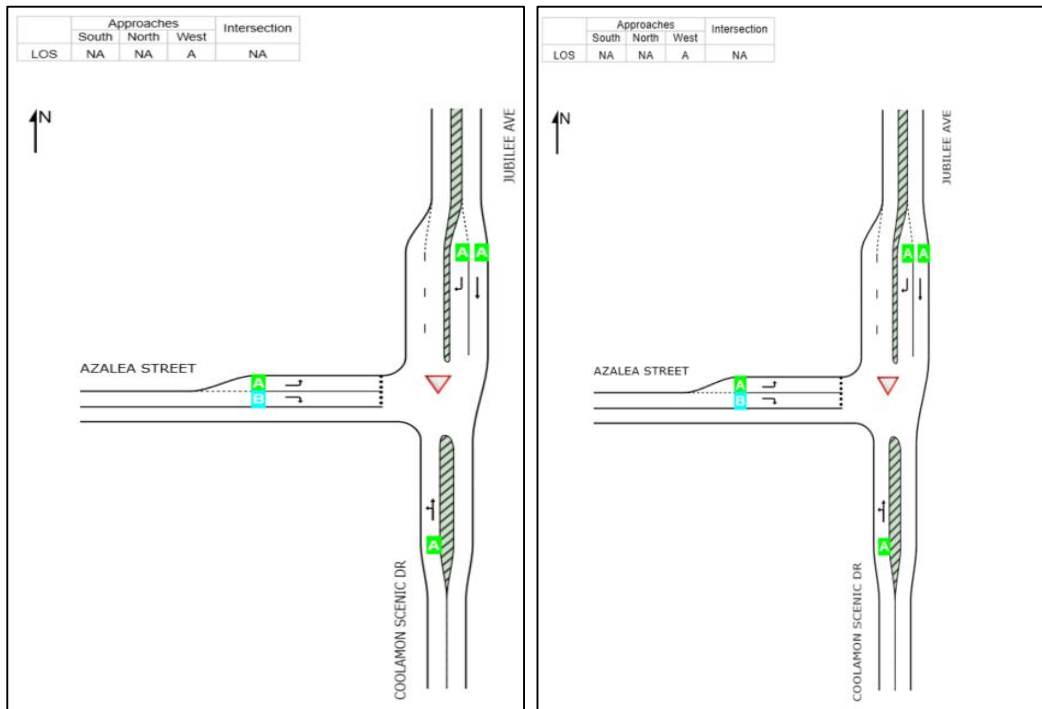 Approaches Intersection
South North West
LOS NA NA A NA
N
JUBILEE AVE
A A
AZALEA STREET
A
B
A
COOLAMON SCENIC DR
Approaches Intersection
South North West
LOS NA NA A NA
N
JUBILEE AVE
A A
AZALEA STREET
A
B
A
COOLAMON SCENIC DR